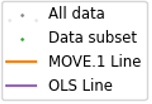 All data
Data subset
MOVE.1 Line
OLS Line